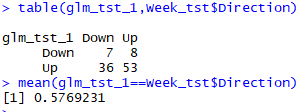 > table(glm_tst_1,Week_tst$Direction)
glm_tst_1 Down Up
Down 7 8
Up 36 53
> mean(glm_tst_1==Week_tst$Direction)
[1] 0.5769231